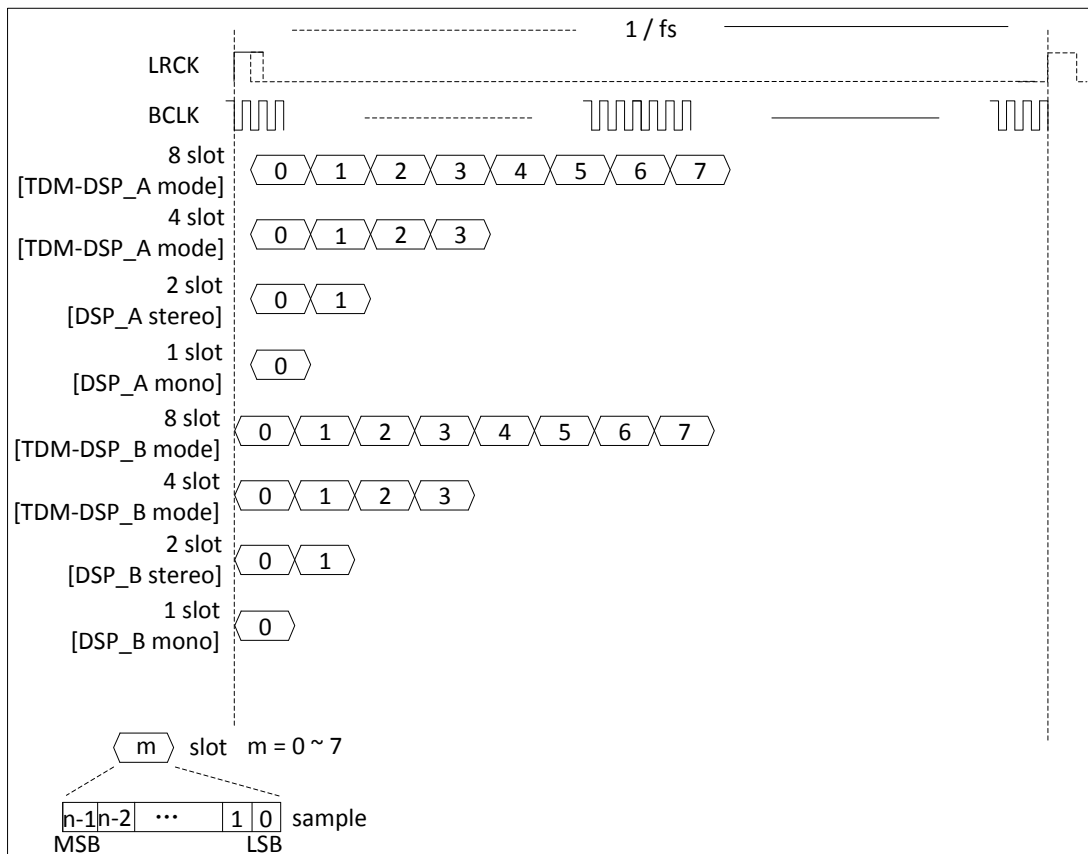 1 / fs
LRCK
BCLK
8 slot
[TDM-DSP_A mode]
0 1 2 3 4 5 6 7
4 slot
[TDM-DSP_A mode]
0 1 2 3
2 slot
[DSP_A stereo]
0 1
1 slot
[DSP_A mono]
0
8 slot
[TDM-DSP_B mode]
0 1 2 3 4 5 6 7
4 slot
[TDM-DSP_B mode]
0 1 2 3
2 slot
[DSP_B stereo]
0 1
1 slot
[DSP_B mono]
0
m slot m = 0 ~ 7
n-1 n-2 ... 1 0 sample
MSB LSB